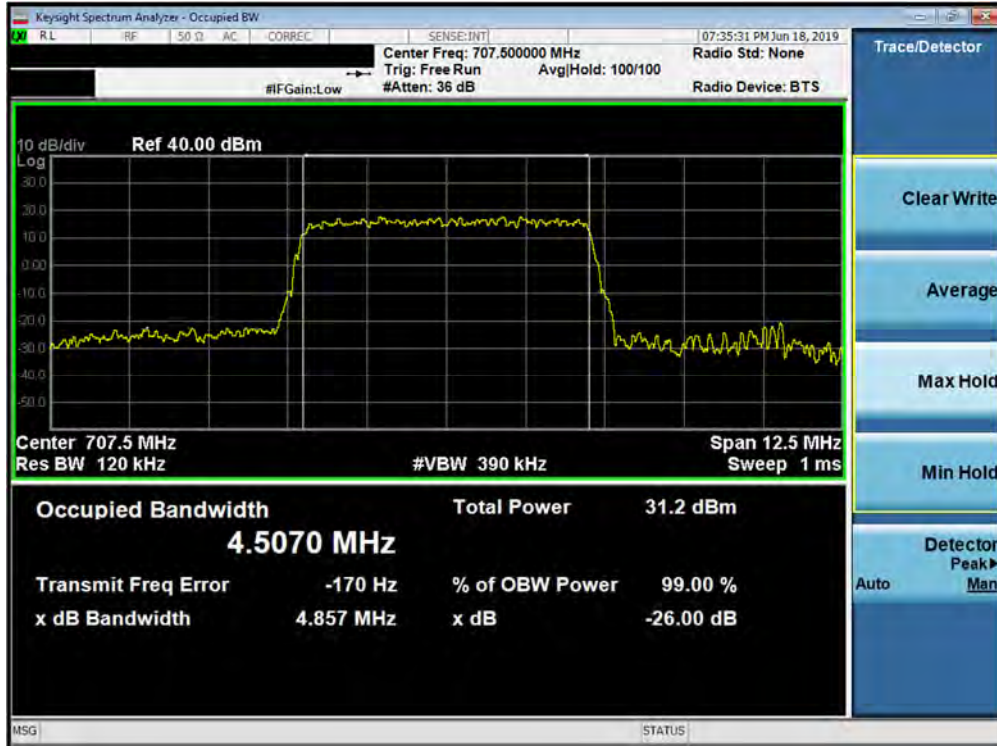 Keysight Spectrum Analyzer - Occupied BW
LXI RL RF 50 Ω AC CORREC SENSE:INT 07:35:31 PM Jun 18, 2019
Center Freq: 707.500000 MHz Radio Std: None
Trig: Free Run Avg|Hold: 100/100
#IFGain:Low #Atten: 36 dB Radio Device: BTS
10 dB/div Ref 40.00 dBm
Log
30.0
20.0
10.0
0.00
-10.0
-20.0
-30.0
-40.0
-50.0
Center 707.5 MHz Span 12.5 MHz
Res BW 120 kHz #VBW 390 kHz Sweep 1 ms
Occupied Bandwidth Total Power 31.2 dBm
4.5070 MHz
Transmit Freq Error -170 Hz % of OBW Power 99.00 %
x dB Bandwidth 4.857 MHz x dB -26.00 dB
MSG STATUS
Trace/Detector
Clear Write
Average
Max Hold
Min Hold
Detector
Peak▶
Auto Man